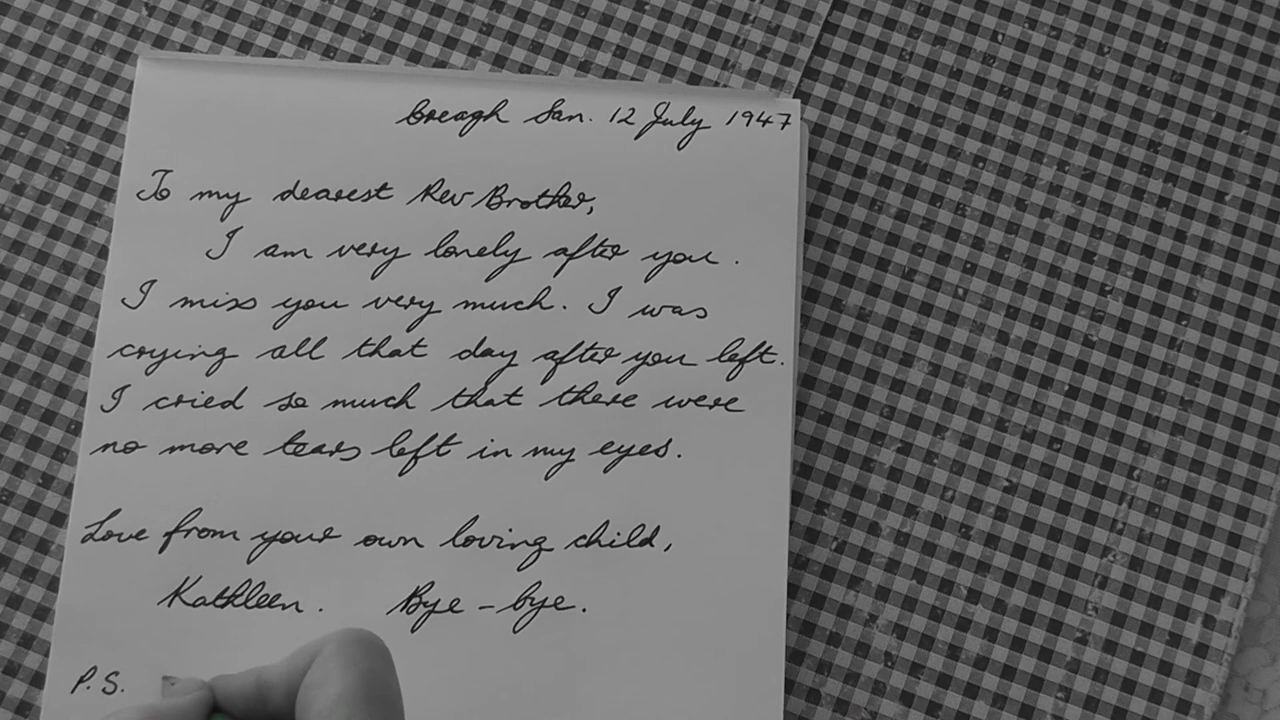 Creagh San. 12 July 1947
To my dearest Rev Brother,
I am very lonely after you.
I miss you very much. I was
crying all that day after you left.
I cried so much that there were
no more tears left in my eyes.
Love from your own loving child,
Kathleen. Bye-bye.
P.S.